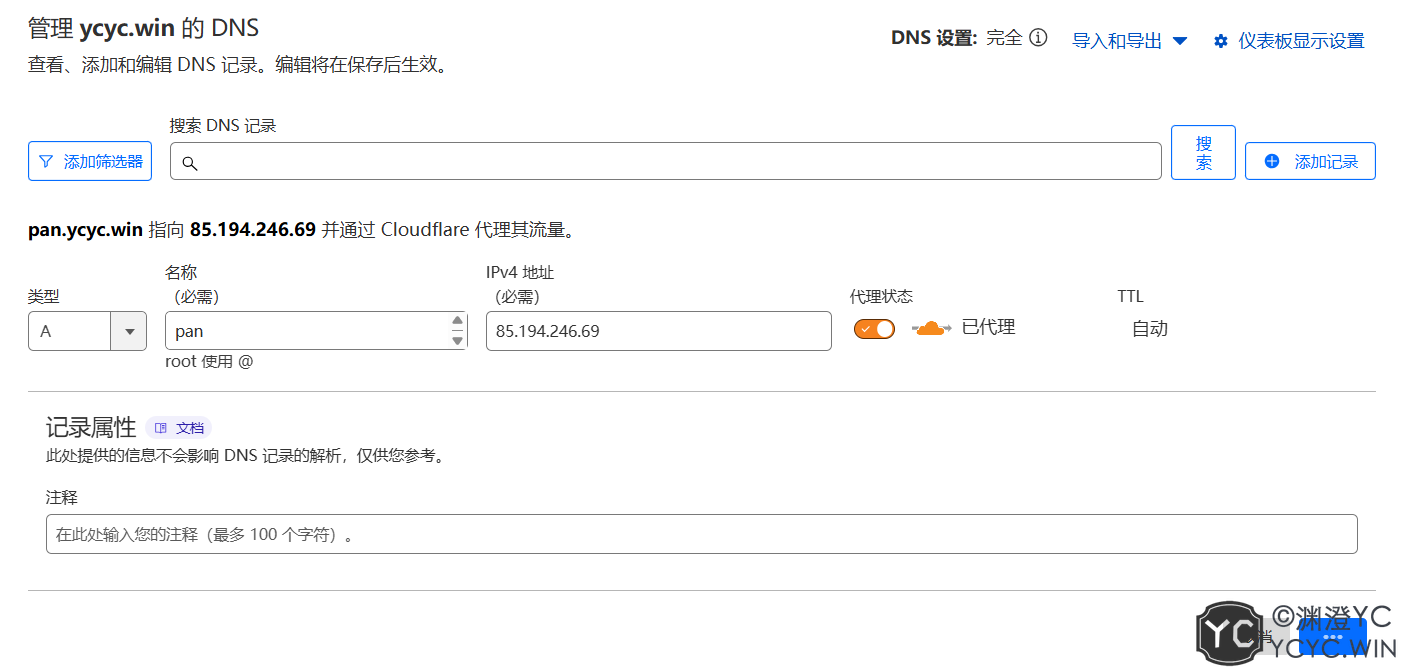 管理 ycyc.win 的 DNS
DNS 设置: 完全
导入和导出
仪表板显示设置
查看、添加和编辑 DNS 记录。编辑将在保存后生效。
搜索 DNS 记录
添加筛选器
搜
索
添加记录
pan.ycyc.win 指向 85.194.246.69 并通过 Cloudflare 代理其流量。
类型
名称
（必需）
IPv4 地址
（必需）
代理状态
TTL
A
pan
85.194.246.69
已代理
自动
root 使用 @
记录属性
文档
此处提供的信息不会影响 DNS 记录的解析，仅供您参考。
注释
在此处输入您的注释（最多 100 个字符）。
YC
©渊澄YC
YCYC.WIN